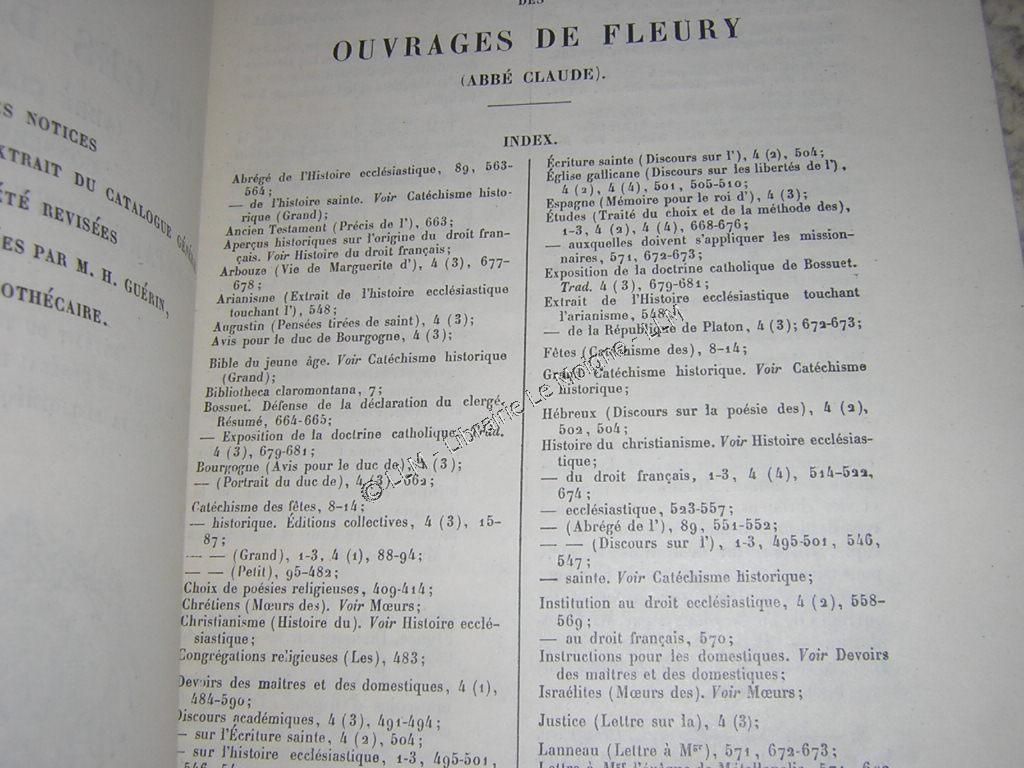 ES NOTICES
EXTRAIT DU CATALOGUE
ÉTÉ REVISÉES
ÉES PAR M. H. GUÉRIN,
OTHÉCAIRE.
DES
OUVRAGES DE FLEURY
(ABBÉ CLAUDE).
INDEX.
Abrégé de l'Histoire ecclésiastique, 89, 563-
564;
— de l'histoire sainte. Voir Catéchisme histo-
rique (Grand);
Ancien Testament (Précis de l'), 663;
Aperçus historiques sur l'origine du droit fran-
çais. Voir Histoire du droit français;
Arbouze (Vie de Marguerite d'), 4 (3), 677-
678;
Arianisme (Extrait de l'histoire ecclésiastique
touchant l'), 548;
Augustin (Pensées tirées de saint), 4 (3);
Avis pour le duc de Bourgogne, 4 (3);
Bible du jeune âge. Voir Catéchisme historique
(Grand);
Bibliotheca claromontana, 7;
Bossuet. Défense de la déclaration du clergé.
Résumé, 664-665;
— Exposition de la doctrine catholique. Trad.
4 (3), 679-681;
Bourgogne (Avis pour le duc de), 4 (3);
— (Portrait du duc de), 4 (3), 562;
Catéchisme des fêtes, 8-14;
— historique. Éditions collectives, 4 (3), 15-
87;
— — (Grand), 1-3, 4 (1), 88-94;
— — (Petit), 95-482;
Choix de poésies religieuses, 409-414;
Chrétiens (Mœurs des). Voir Mœurs;
Christianisme (Histoire du). Voir Histoire ecclé-
siastique;
Congrégations religieuses (Les), 483;
Devoirs des maîtres et des domestiques, 4 (1),
484-590;
Discours académiques, 4 (3), 491-494;
— sur l'Écriture sainte, 4 (2), 504;
— sur l'histoire ecclésiastique, 1-3, 495-501,
Écriture sainte (Discours sur l'), 4 (2), 504;
Église gallicane (Discours sur les libertés de l'),
4 (2), 4 (4), 501, 505-510;
Espagne (Mémoire pour le roi d'), 4 (3);
Études (Traité du choix et de la méthode des),
1-3, 4 (2), 4 (4), 668-676;
— auxquelles doivent s'appliquer les mission-
naires, 571, 672-673;
Exposition de la doctrine catholique de Bossuet.
Trad. 4 (3), 679-681;
Extrait de l'Histoire ecclésiastique touchant
l'arianisme, 548;
— de la République de Platon, 4 (3); 672-673;
Fêtes (Catéchisme des), 8-14;
Grand Catéchisme historique. Voir Catéchisme
historique;
Hébreux (Discours sur la poésie des), 4 (2),
502, 504;
Histoire du christianisme. Voir Histoire ecclésias-
tique;
— du droit français, 1-3, 4 (4), 514-522,
674;
— ecclésiastique, 523-557;
— (Abrégé de l'), 89, 551-552;
— — (Discours sur l'), 1-3, 495-501, 546,
547;
— sainte. Voir Catéchisme historique;
Institution au droit ecclésiastique, 4 (2), 558-
569;
— au droit français, 570;
Instructions pour les domestiques. Voir Devoirs
des maîtres et des domestiques;
Israélites (Mœurs des). Voir Mœurs;
Justice (Lettre sur la), 4 (3);
Lanneau (Lettre à Mgr), 571, 672-673;
© LLM - Librairie Le Moigne - LLM